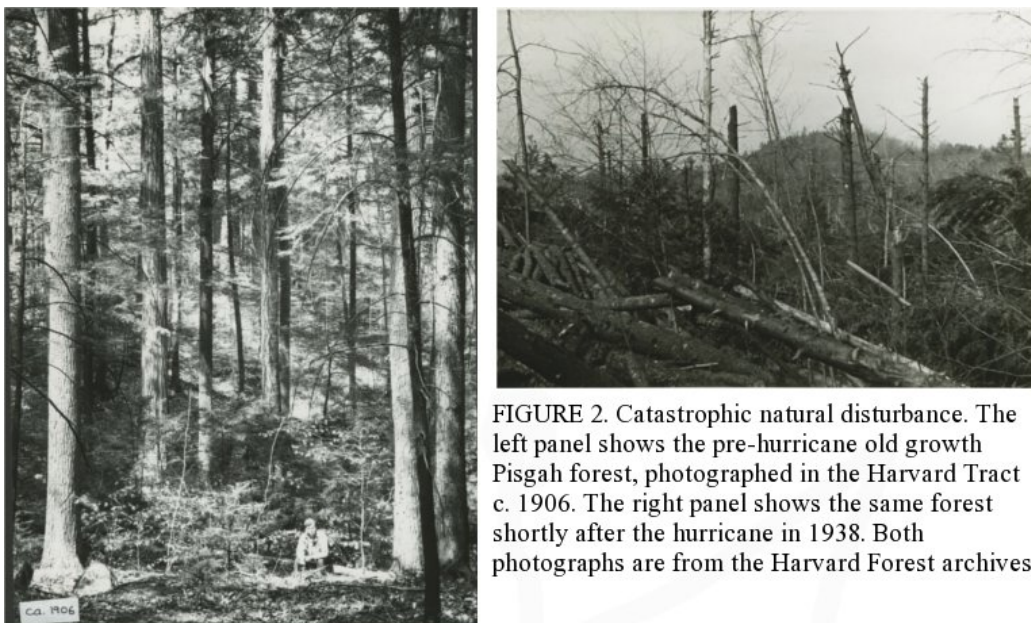 ca. 1906
FIGURE 2. Catastrophic natural disturbance. The
left panel shows the pre-hurricane old growth
Pisgah forest, photographed in the Harvard Tract
c. 1906. The right panel shows the same forest
shortly after the hurricane in 1938. Both
photographs are from the Harvard Forest archives